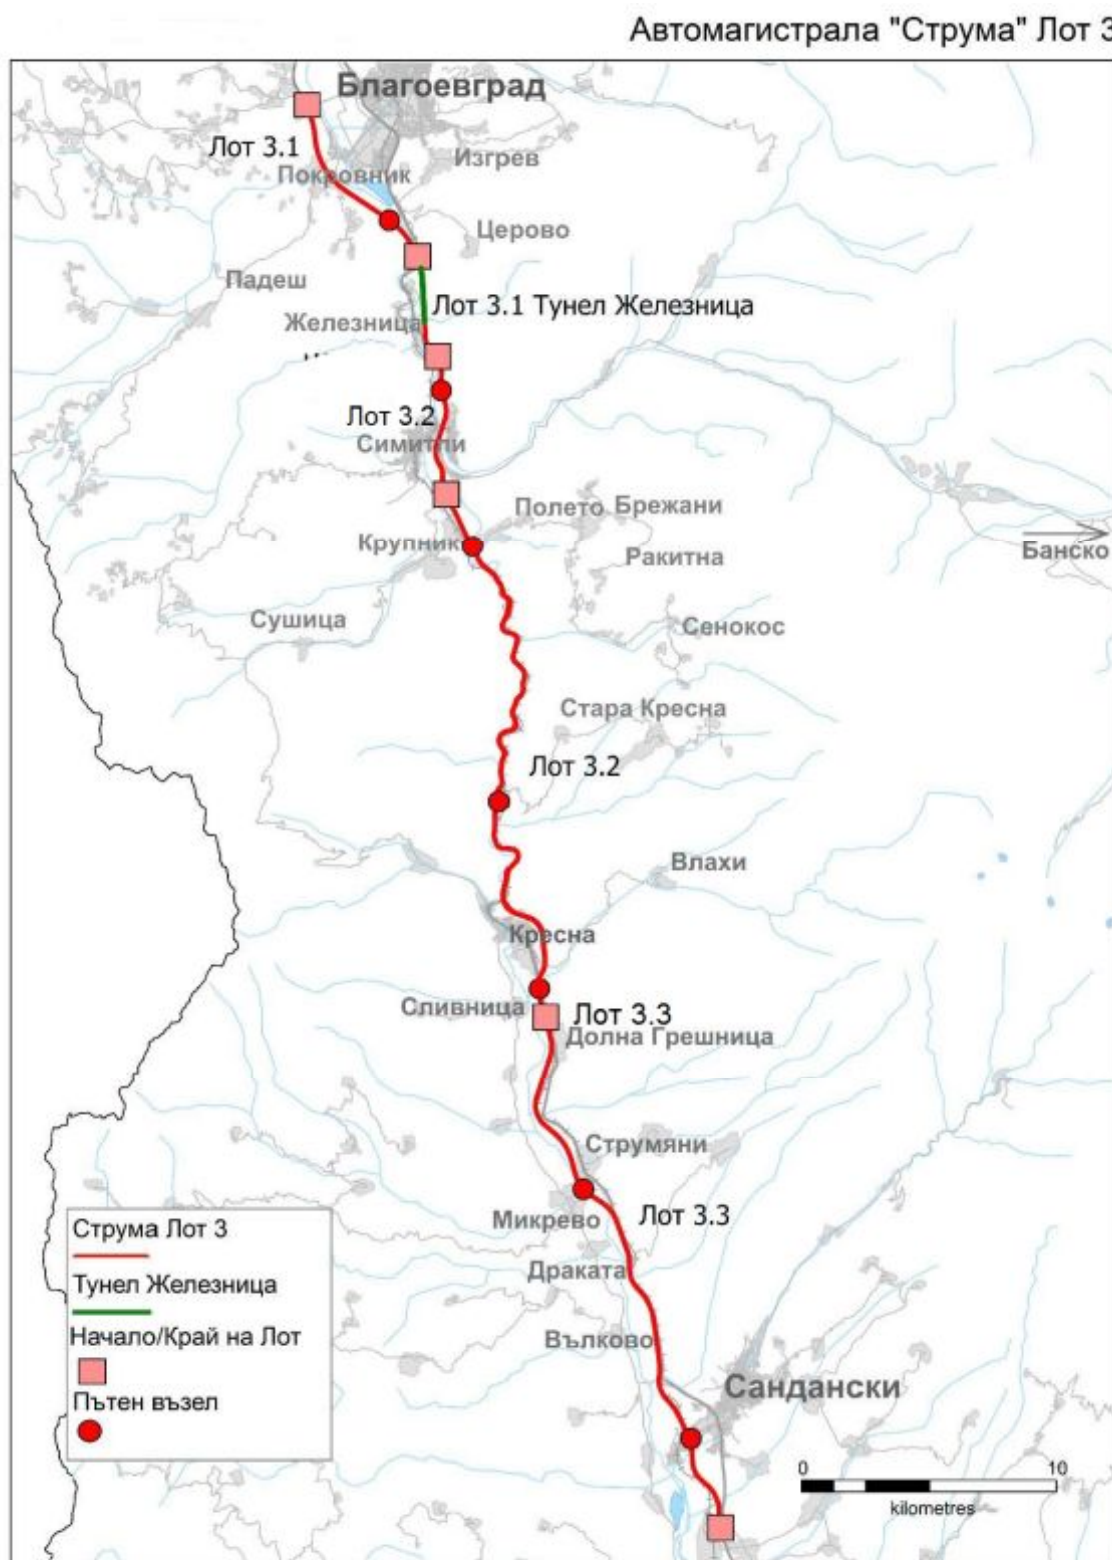 Автомагистрала "Струма" Лот 3
Благоевград
Лот 3.1
Изгрев
Покровник
Церово
Падеш
Лот 3.1 Тунел Железница
Железница
Лот 3.2
Симитли
Полето
Брежани
Крупник
Банско
Ракитна
Сушица
Сенокос
Стара Кресна
Лот 3.2
Влахи
Кресна
Сливница
Лот 3.3
Долна Грешница
Струмяни
Микрево
Лот 3.3
Драката
Вълково
Сандански
Струма Лот 3
Тунел Железница
Начало/Край на Лот
Пътен възел
0 10
kilometres